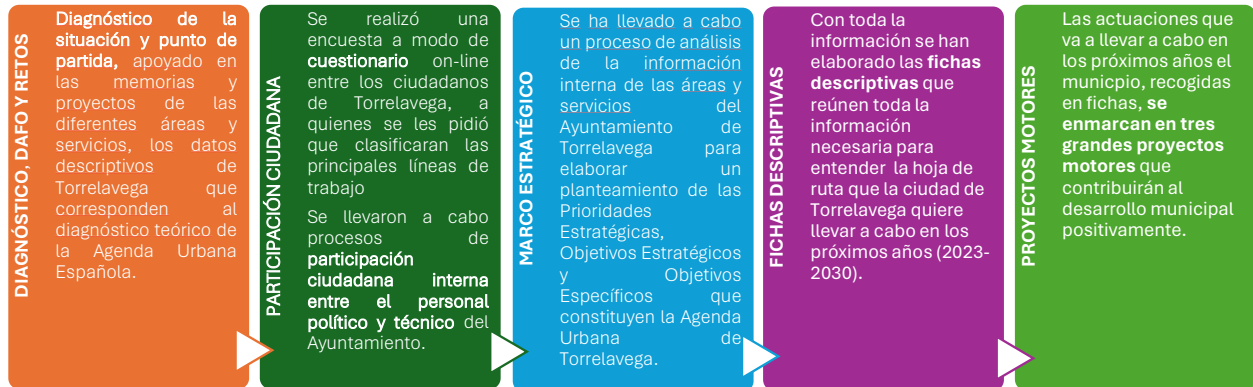 DIAGNÓSTICO, DAFO Y RETOS
Diagnóstico de la
situación y punto de
partida, apoyado en
las memorias y
proyectos de las
diferentes áreas y
servicios, los datos
descriptivos de
Torrelavega que
corresponden al
diagnóstico teórico de
la Agenda Urbana
Española.
PARTICIPACIÓN CIUDADANA
Se realizó una
encuesta a modo de
cuestionario on-line
entre los ciudadanos
de Torrelavega, a
quienes se les pidió
que clasificaran las
principales líneas de
trabajo
Se llevaron a cabo
procesos de
participación
ciudadana interna
entre el personal
político y técnico del
Ayuntamiento.
MARCO ESTRATÉGICO
Se ha llevado a cabo
un proceso de análisis
de la información
interna de las áreas y
servicios del
Ayuntamiento de
Torrelavega para
elaborar un
planteamiento de las
Prioridades
Estratégicas,
Objetivos Estratégicos
y Objetivos
Específicos que
constituyen la Agenda
Urbana de
Torrelavega.
FICHAS DESCRIPTIVAS
Con toda la
información se han
elaborado las fichas
descriptivas que
reúnen toda la
información
necesaria para
entender la hoja de
ruta que la ciudad de
Torrelavega quiere
llevar a cabo en los
próximos años (2023-
2030).
PROYECTOS MOTORES
Las actuaciones que
va a llevar a cabo en
los próximos años el
municpio, recogidas
en fichas, se
enmarcan en tres
grandes proyectos
motores que
contribuirán al
desarrollo municipal
positivamente.